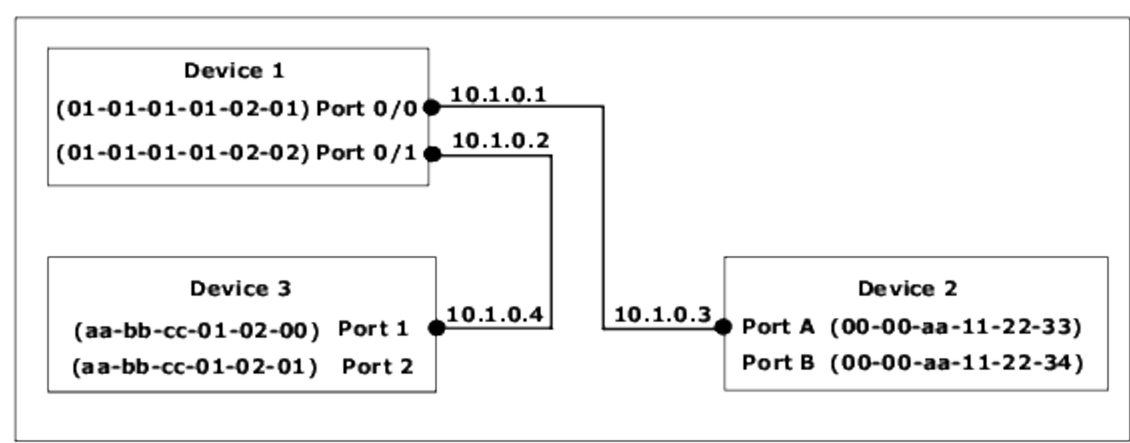 Device 1
(01-01-01-01-02-01) Port 0/0
10.1.0.1
(01-01-01-01-02-02) Port 0/1
10.1.0.2
Device 3
(aa-bb-cc-01-02-00) Port 1
10.1.0.4
(aa-bb-cc-01-02-01) Port 2
10.1.0.3
Device 2
Port A (00-00-aa-11-22-33)
Port B (00-00-aa-11-22-34)